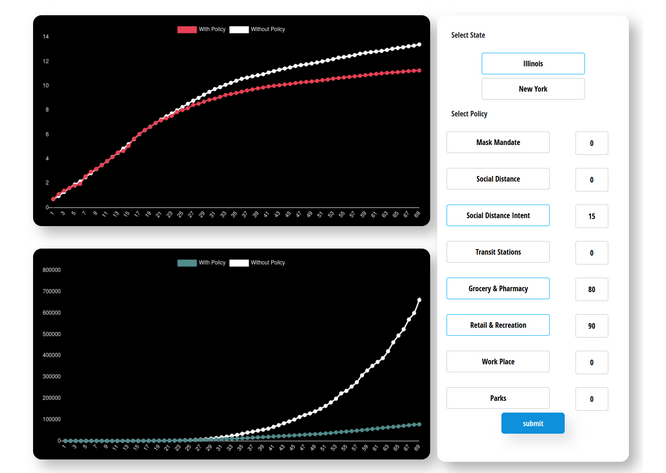 With Policy Without Policy
14
12
10
8
6
4
2
0
1 3 5 7 9 11 13 15 17 19 21 23 25 27 29 31 33 35 37 39 41 43 45 47 49 51 53 55 57 59 61 63 65 67 69
With Policy Without Policy
800000
700000
600000
500000
400000
300000
200000
100000
0
1 3 5 7 9 11 13 15 17 19 21 23 25 27 29 31 33 35 37 39 41 43 45 47 49 51 53 55 57 59 61 63 65 67 69
Select State
Illinois
New York
Select Policy
Mask Mandate 0
Social Distance 0
Social Distance Intent 15
Transit Stations 0
Grocery & Pharmacy 80
Retail & Recreation 90
Work Place 0
Parks 0
submit